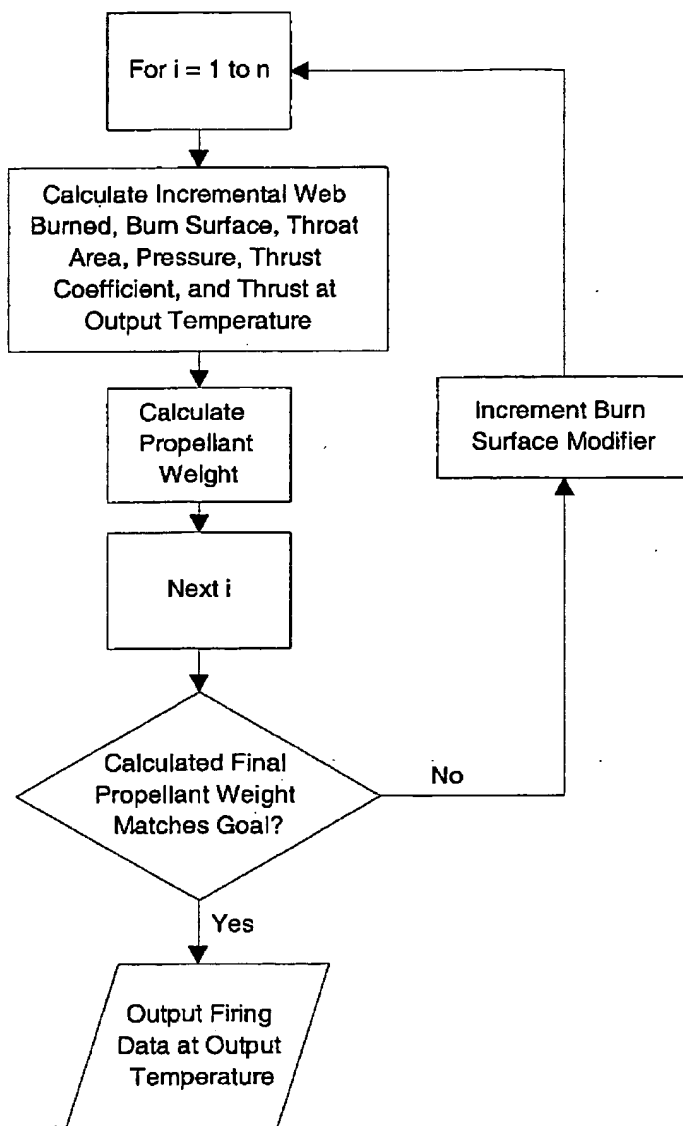 For i = 1 to n
Calculate Incremental Web
Burned, Burn Surface, Throat
Area, Pressure, Thrust
Coefficient, and Thrust at
Output Temperature
Calculate
Propellant
Weight
Increment Burn
Surface Modifier
Next i
Calculated Final
Propellant Weight
Matches Goal?
No
Yes
Output Firing
Data at Output
Temperature